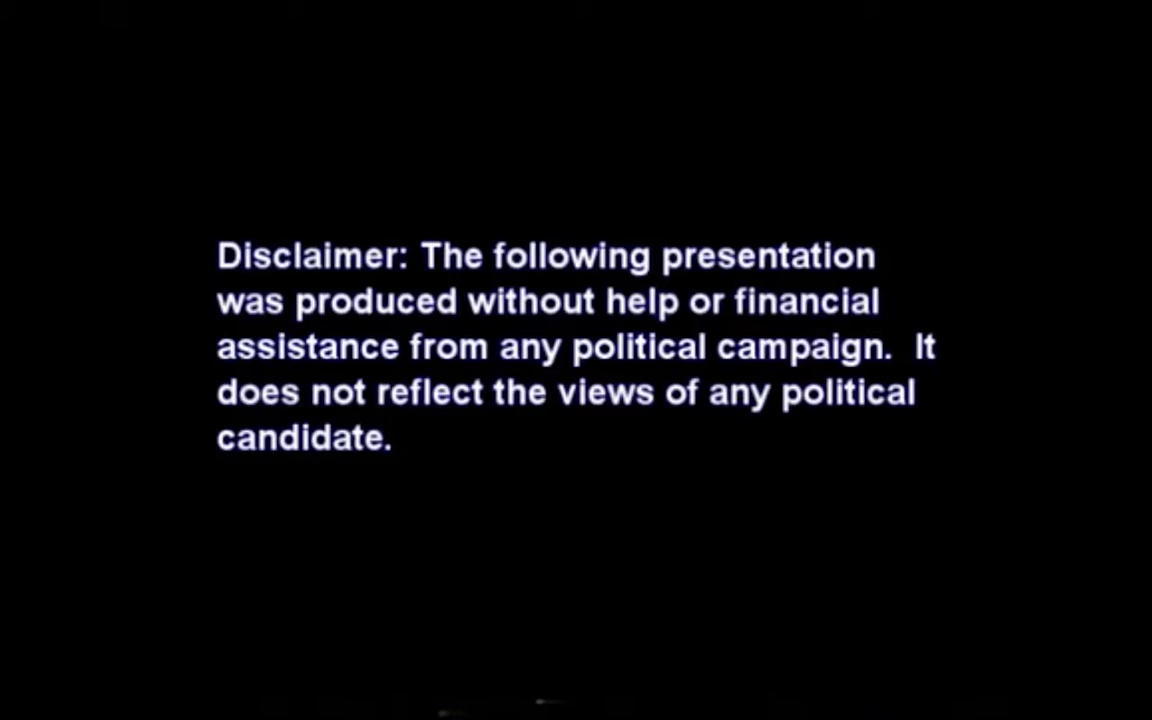 Disclaimer: The following presentation
was produced without help or financial
assistance from any political campaign.  It
does not reflect the views of any political
candidate.